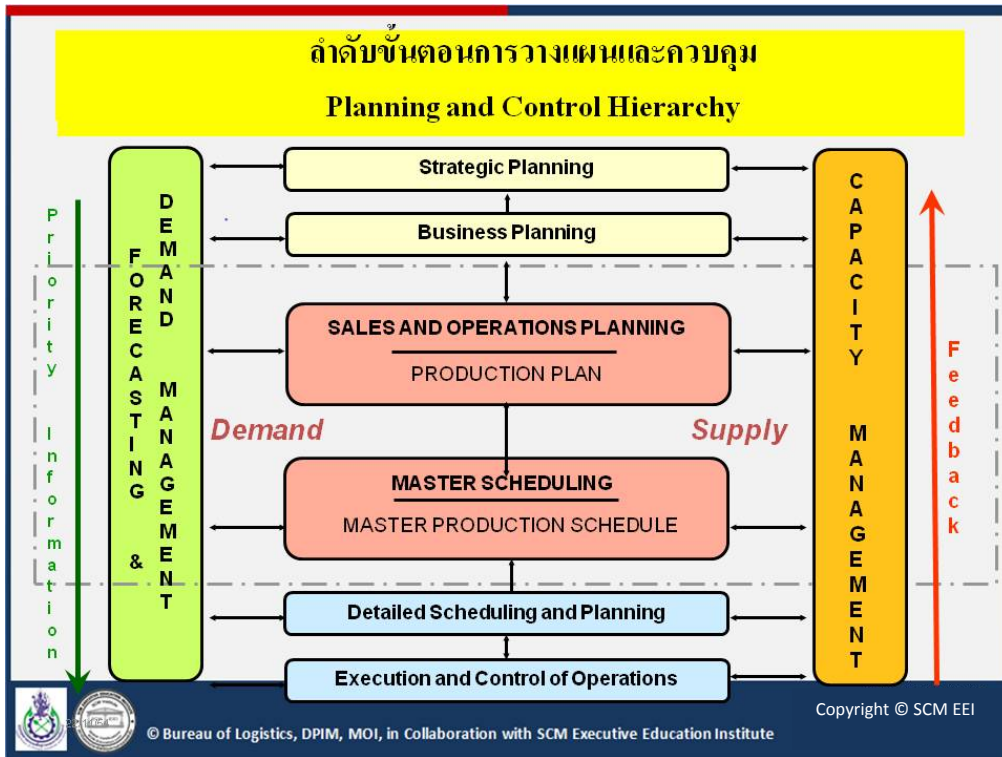 ลำดับขั้นตอนการวางแผนและควบคุม
Planning and Control Hierarchy
Priority Information
FORECASTING &
DEMAND MANAGEMENT
Strategic Planning
Business Planning
SALES AND OPERATIONS PLANNING
PRODUCTION PLAN
Demand
Supply
MASTER SCHEDULING
MASTER PRODUCTION SCHEDULE
Detailed Scheduling and Planning
Execution and Control of Operations
CAPACITY MANAGEMENT
Feedback
Copyright © SCM EEI
© Bureau of Logistics, DPIM, MOI, in Collaboration with SCM Executive Education Institute